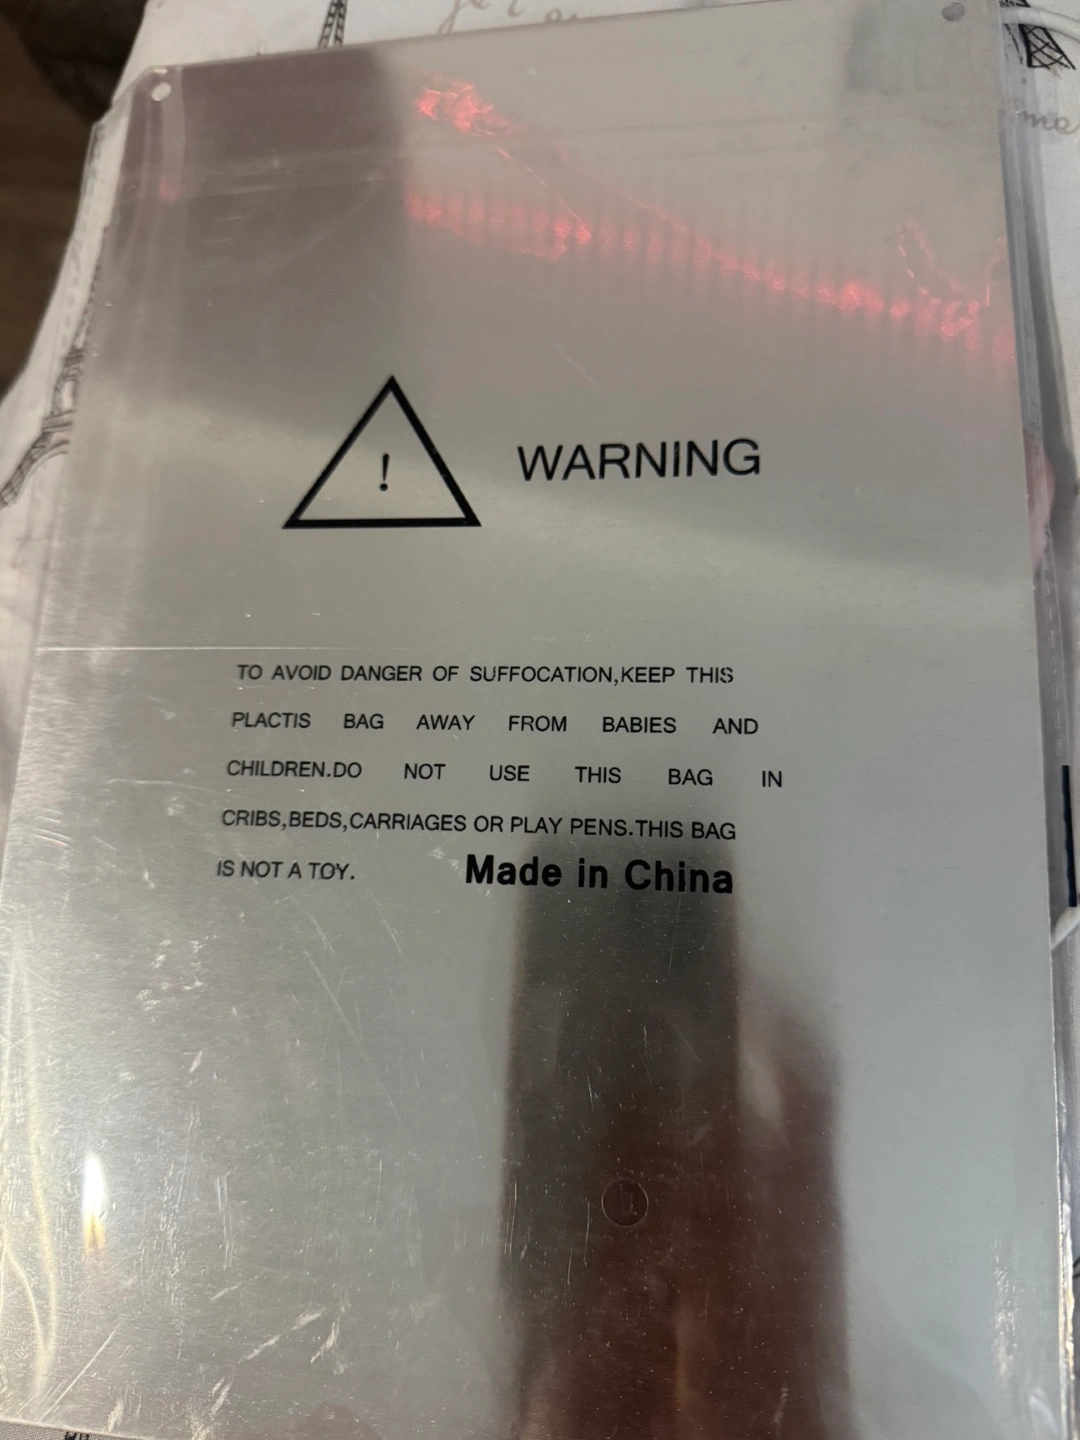 ! WARNING
TO AVOID DANGER OF SUFFOCATION,KEEP THIS
PLACTIS BAG AWAY FROM BABIES AND
CHILDREN.DO NOT USE THIS BAG IN
CRIBS,BEDS,CARRIAGES OR PLAY PENS.THIS BAG
IS NOT A TOY. Made in China